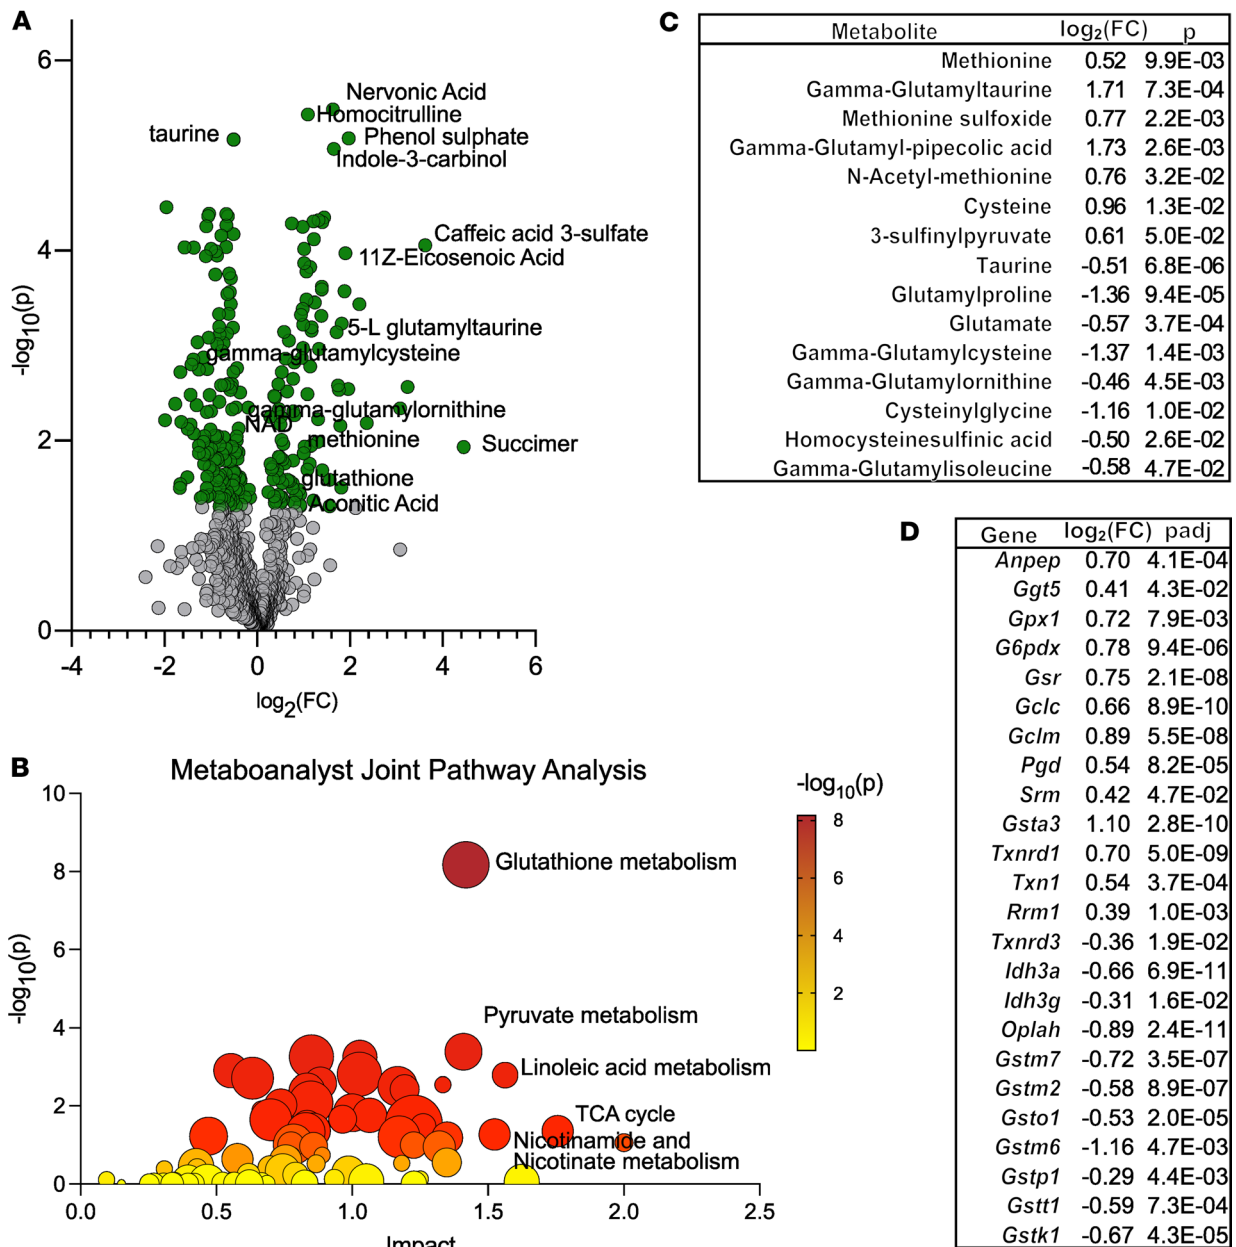 A
6
4
2
0
-4
-2
0
2
4
6
-log10(p)
log2(FC)
Nervonic Acid
Homocitrulline
taurine
Phenol sulphate
Indole-3-carbinol
Caffeic acid 3-sulfate
11Z-Eicosenoic Acid
5-L glutamyltaurine
gamma-glutamylcysteine
gamma-glutamylornithine
NAD
methionine
Succimer
glutathione
Aconitic Acid
B
Metaboanalyst Joint Pathway Analysis
-log10(p)
10
8
6
4
2
0
0.0
0.5
1.0
1.5
2.0
2.5
Impact
-log10(p)
8
6
4
2
Glutathione metabolism
Pyruvate metabolism
Linoleic acid metabolism
TCA cycle
Nicotinamide and
Nicotinate metabolism
C
Metabolite log₂(FC) p
Methionine 0.52 9.9E-03
Gamma-Glutamyltaurine 1.71 7.3E-04
Methionine sulfoxide 0.77 2.2E-03
Gamma-Glutamyl-pipecolic acid 1.73 2.6E-03
N-Acetyl-methionine 0.76 3.2E-02
Cysteine 0.96 1.3E-02
3-sulfinylpyruvate 0.61 5.0E-02
Taurine -0.51 6.8E-06
Glutamylproline -1.36 9.4E-05
Glutamate -0.57 3.7E-04
Gamma-Glutamylcysteine -1.37 1.4E-03
Gamma-Glutamylornithine -0.46 4.5E-03
Cysteinylglycine -1.16 1.0E-02
Homocysteinesulfinic acid -0.50 2.6E-02
Gamma-Glutamylisoleucine -0.58 4.7E-02
D
Gene log₂(FC) padj
Anpep 0.70 4.1E-04
Ggt5 0.41 4.3E-02
Gpx1 0.72 7.9E-03
G6pdx 0.78 9.4E-06
Gsr 0.75 2.1E-08
Gclc 0.66 8.9E-10
Gclm 0.89 5.5E-08
Pgd 0.54 8.2E-05
Srm 0.42 4.7E-02
Gsta3 1.10 2.8E-10
Txnrd1 0.70 5.0E-09
Txn1 0.54 3.7E-04
Rrm1 0.39 1.0E-03
Txnrd3 -0.36 1.9E-02
Idh3a -0.66 6.9E-11
Idh3g -0.31 1.6E-02
Oplah -0.89 2.4E-11
Gstm7 -0.72 3.5E-07
Gstm2 -0.58 8.9E-07
Gsto1 -0.53 2.0E-05
Gstm6 -1.16 4.7E-03
Gstp1 -0.29 4.4E-03
Gstt1 -0.59 7.3E-04
Gstk1 -0.67 4.3E-05